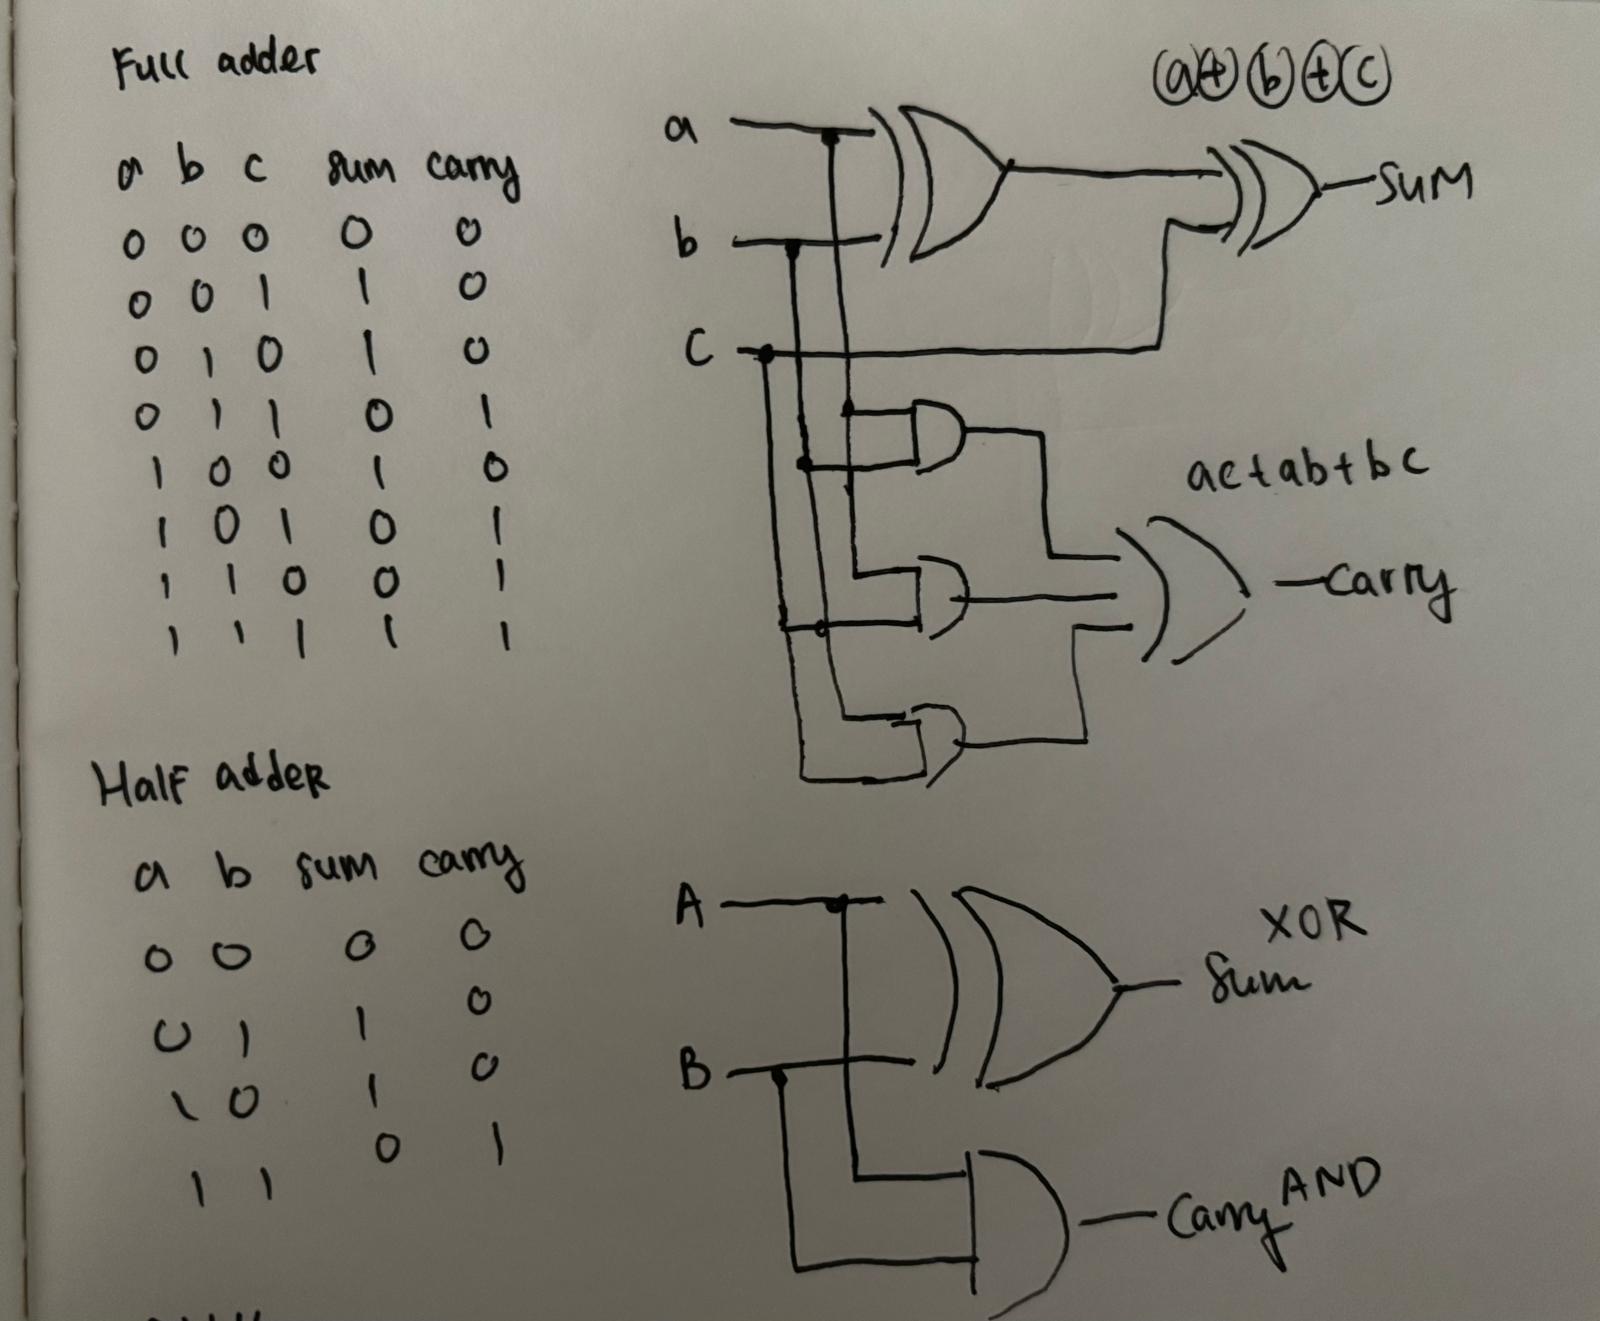 Full adder
a b c sum carry
0 0 0 0 0
0 0 1 1 0
0 1 0 1 0
0 1 1 0 1
1 0 0 1 0
1 0 1 0 1
1 1 0 0 1
1 1 1 1 1
a
b
C
a⊕b⊕c
SUM
ac+ab+bc
Carry
Half adder
a b sum carry
0 0 0 0
0 1 1 0
1 0 1 0
1 1 0 1
A
B
XOR
Sum
Carry AND